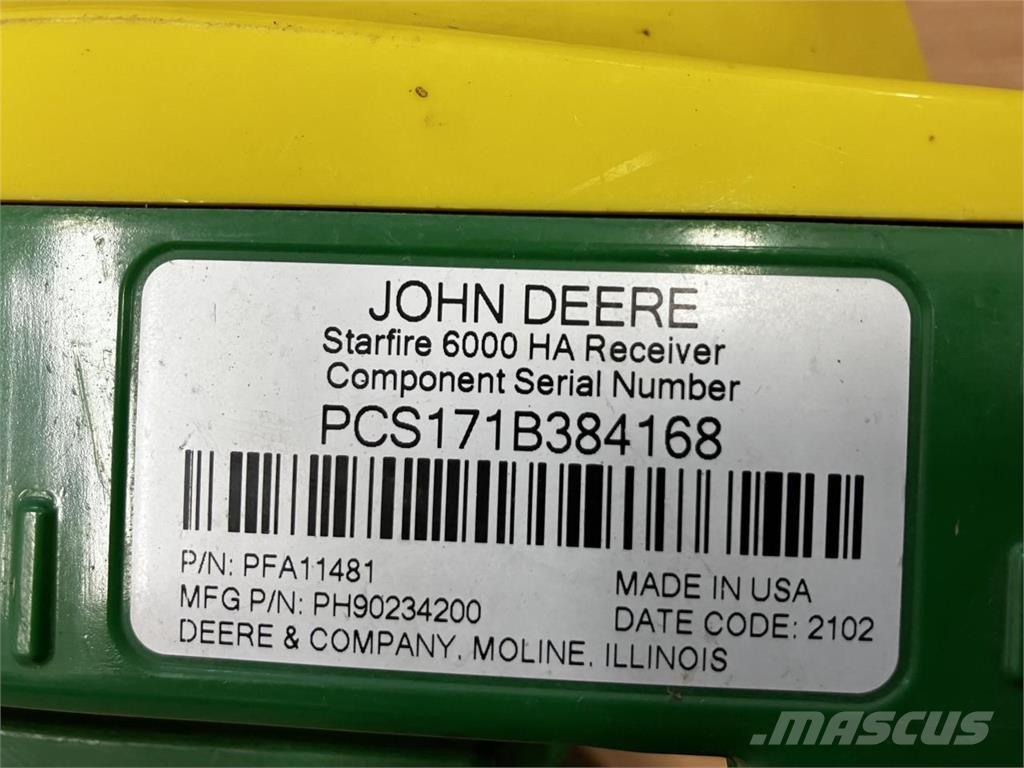 JOHN DEERE
Starfire 6000 HA Receiver
Component Serial Number
PCS171B384168
P/N: PFA11481
MADE IN USA
MFG P/N: PH90234200
DATE CODE: 2102
DEERE & COMPANY, MOLINE, ILLINOIS
MASCUS